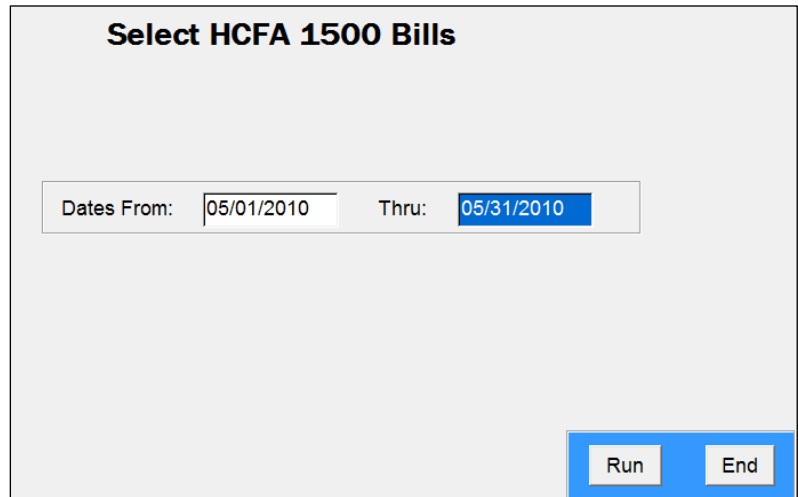 Select HCFA 1500 Bills
Dates From: 05/01/2010 Thru: 05/31/2010
Run End